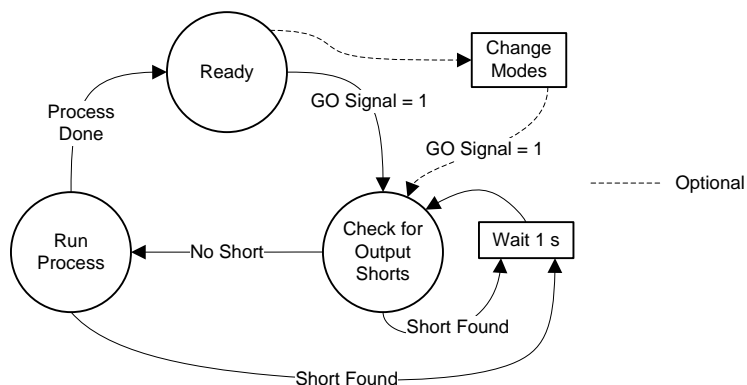 Ready
Change
Modes
GO Signal = 1
Process
Done
GO Signal = 1
Optional
Run
Process
No Short
Check for
Output
Shorts
Wait 1 s
Short Found
Short Found